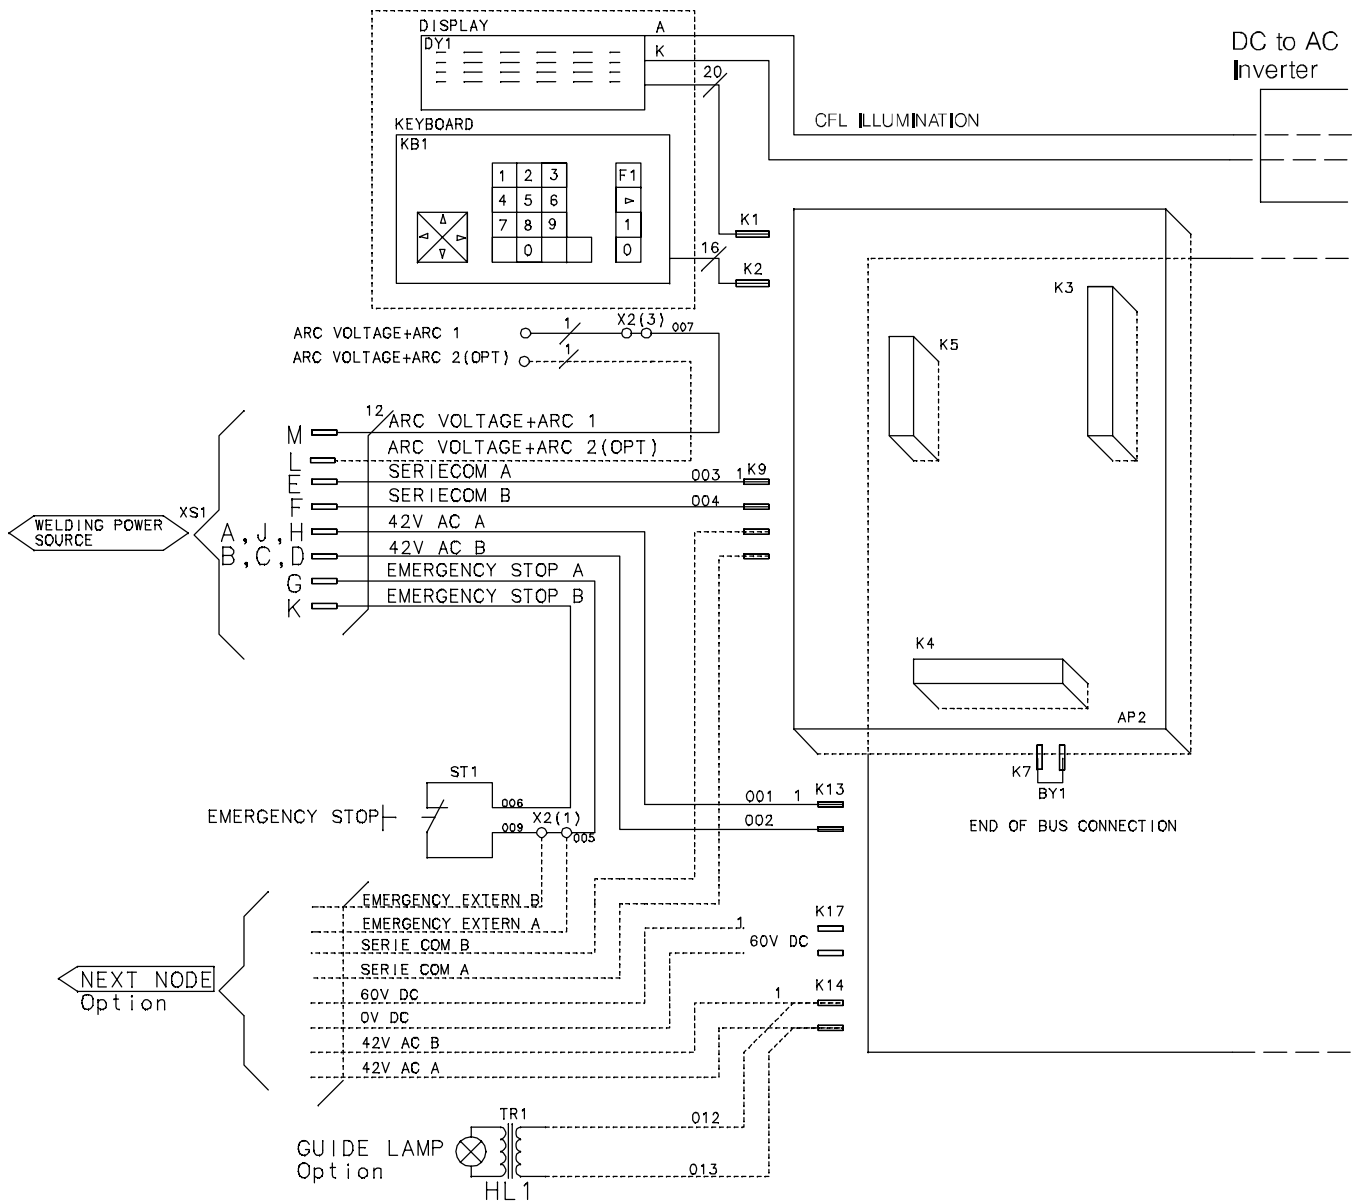 DISPLAY
DY1
A
K
20
DC to AC
Inverter
CFL ILLUMINATION
KEYBOARD
KB1
1 2 3 F1
4 5 6
7 8 9 1
0 0
K1
16
K2
K3
K5
ARC VOLTAGE+ARC 1
1
X2(3)
007
ARC VOLTAGE+ARC 2(OPT)
1
12
M ARC VOLTAGE+ARC 1
L ARC VOLTAGE+ARC 2(OPT)
E SERIECOM A 003 1 K9
F SERIECOM B 004
XS1
WELDING POWER
SOURCE
A,J,H 42V AC A
B,C,D 42V AC B
G EMERGENCY STOP A
K EMERGENCY STOP B
K4
AP2
K7
BY1
END OF BUS CONNECTION
ST1
006
EMERGENCY STOP
009 X2(1) 005
001 1 K13
002
EMERGENCY EXTERN B
EMERGENCY EXTERN A
SERIE COM B
SERIE COM A
60V DC
0V DC
42V AC B
42V AC A
1 K17
60V DC
1 K14
NEXT NODE
Option
TR1
012
GUIDE LAMP
Option
013
HL1